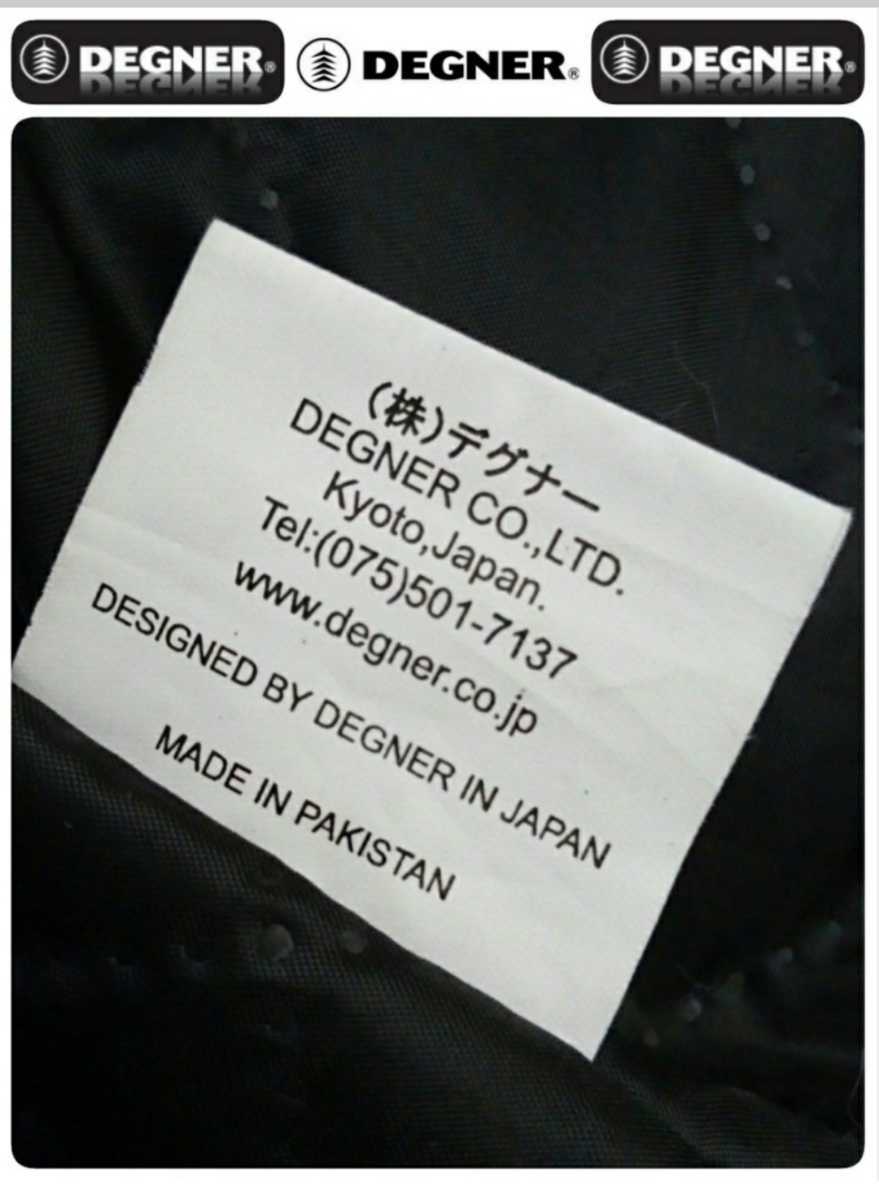 DEGNER® DEGNER® DEGNER®
(株)デグナー
DEGNER CO.,LTD.
Kyoto,Japan.
Tel:(075)501-7137
www.degner.co.jp
DESIGNED BY DEGNER IN JAPAN
MADE IN PAKISTAN